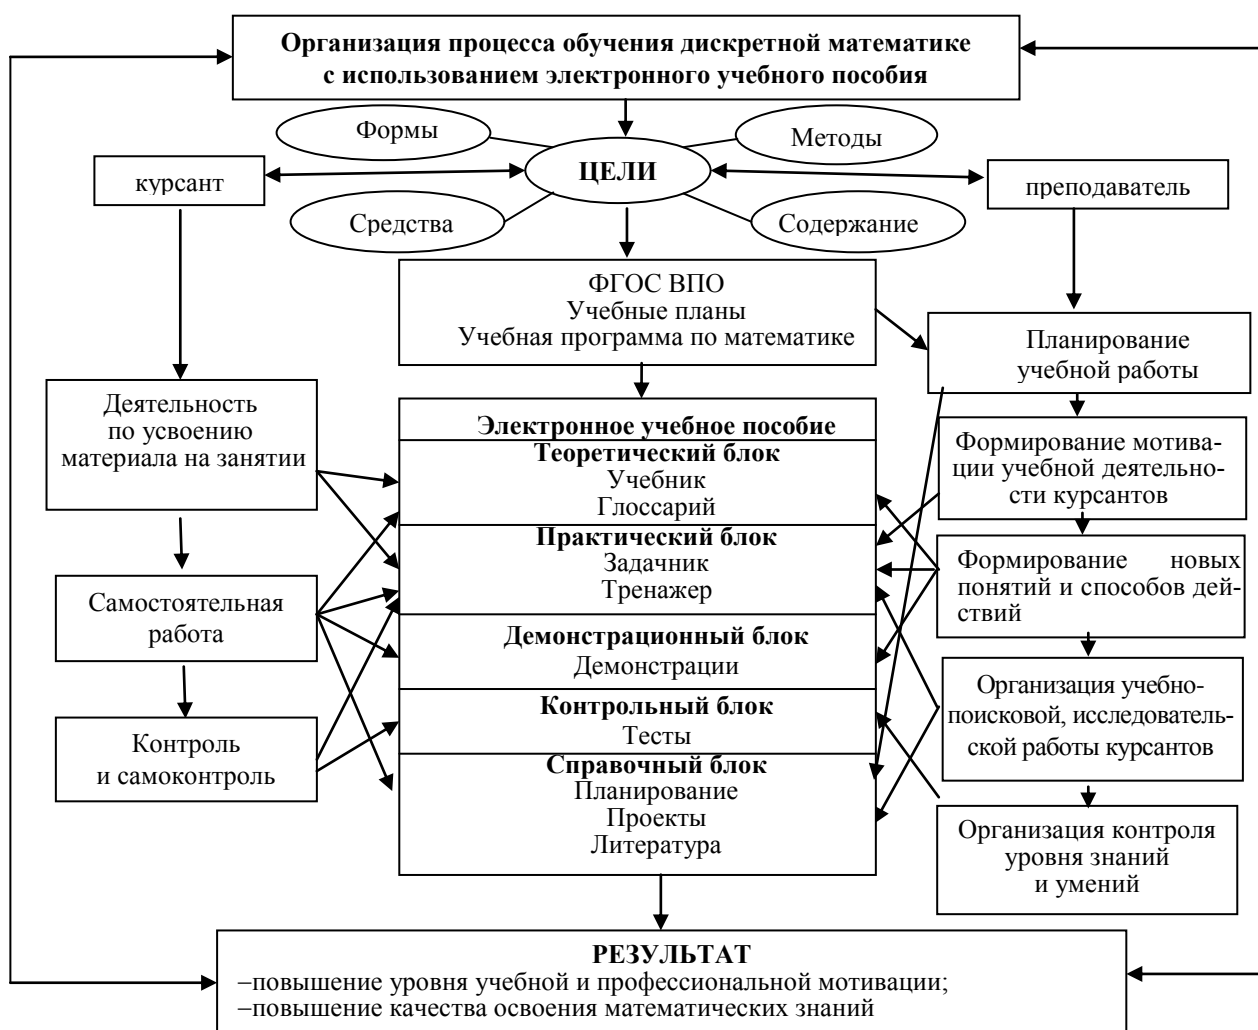 Организация процесса обучения дискретной математике
с использованием электронного учебного пособия
Формы
Методы
ЦЕЛИ
курсант
преподаватель
Средства
Содержание
ФГОС ВПО
Учебные планы
Учебная программа по математике
Планирование
учебной работы
Деятельность
по усвоению
материала на занятии
Самостоятельная
работа
Контроль
и самоконтроль
Электронное учебное пособие
Теоретический блок
Учебник
Глоссарий
Практический блок
Задачник
Тренажер
Демонстрационный блок
Демонстрации
Контрольный блок
Тесты
Справочный блок
Планирование
Проекты
Литература
Формирование мотива-
ции учебной деятельно-
сти курсантов
Формирование новых
понятий и способов дей-
ствий
Организация учебно-
поисковой, исследователь-
ской работы курсантов
Организация контроля
уровня знаний
и умений
РЕЗУЛЬТАТ
–повышение уровня учебной и профессиональной мотивации;
–повышение качества освоения математических знаний